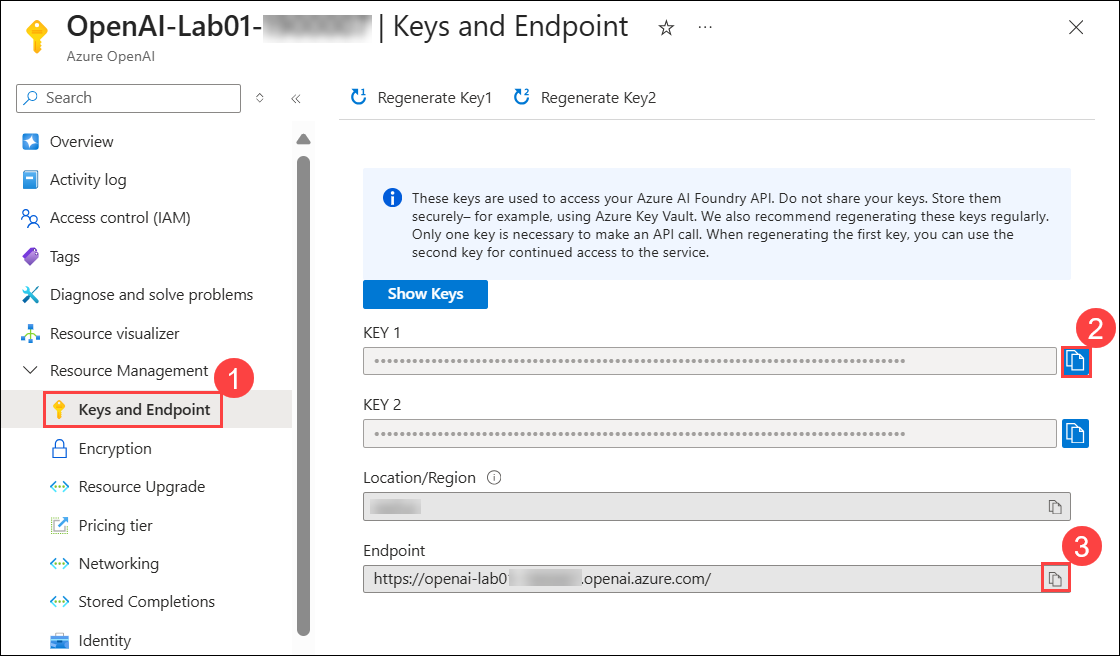 OpenAI-Lab01- | Keys and Endpoint
Azure OpenAI
Search
Regenerate Key1
Regenerate Key2
Overview
Activity log
Access control (IAM)
Tags
Diagnose and solve problems
Resource visualizer
Resource Management
1
Keys and Endpoint
Encryption
Resource Upgrade
Pricing tier
Networking
Stored Completions
Identity
These keys are used to access your Azure AI Foundry API. Do not share your keys. Store them
securely– for example, using Azure Key Vault. We also recommend regenerating these keys regularly.
Only one key is necessary to make an API call. When regenerating the first key, you can use the
second key for continued access to the service.
Show Keys
KEY 1
2
KEY 2
Location/Region
Endpoint
3
https://openai-lab01 .openai.azure.com/